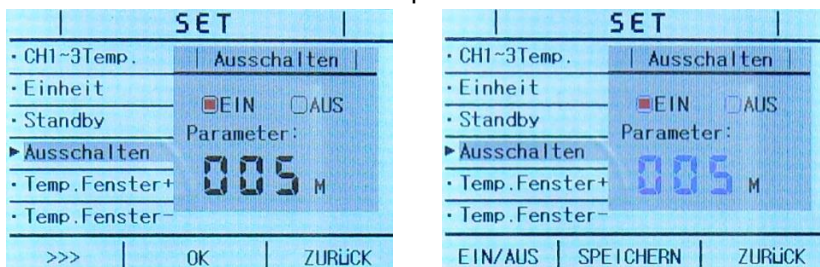 SET
· CH1~3Temp.
· Einheit
· Standby
▶ Ausschalten
· Temp.Fenster+
· Temp.Fenster-
| Ausschalten |
EIN AUS
Parameter:
005 M
>>> OK ZURÜCK
SET
· CH1~3Temp.
· Einheit
· Standby
▶ Ausschalten
· Temp.Fenster+
· Temp.Fenster-
| Ausschalten |
EIN AUS
Parameter:
005 M
EIN/AUS SPEICHERN ZURÜCK